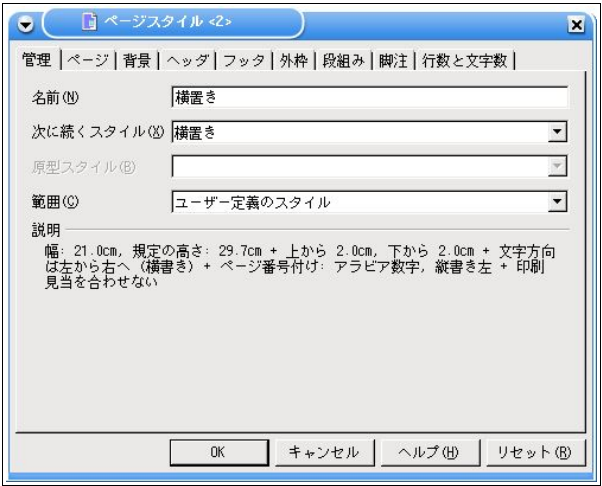 ページスタイル <2>
管理 ページ 背景 ヘッダ フッタ 外枠 段組み 脚注 行数と文字数
名前(N) 横置き
次に続くスタイル(X) 横置き
原型スタイル(B)
範囲(C) ユーザー定義のスタイル
説明
幅: 21.0cm, 規定の高さ: 29.7cm + 上から 2.0cm, 下から 2.0cm + 文字方向
は左から右へ (横書き) + ページ番号付け: アラビア数字, 縦書き左 + 印刷
見当を合わせない
OK キャンセル ヘルプ(H) リセット(R)